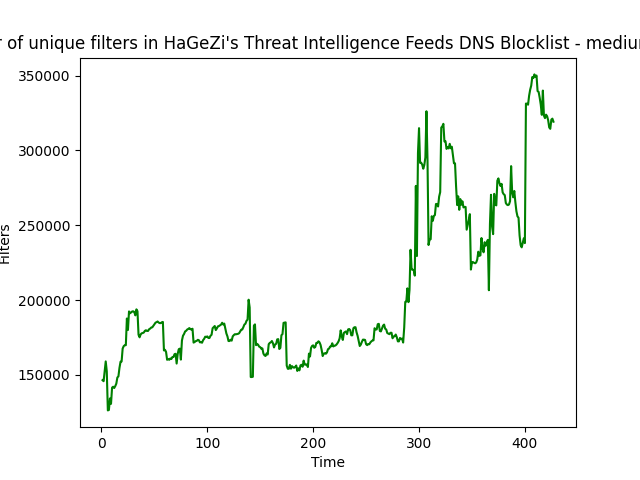 r of unique filters in HaGeZi's Threat Intelligence Feeds DNS Blocklist - mediu
350000
300000
250000
200000
150000
Filters
0 100 200 300 400
Time